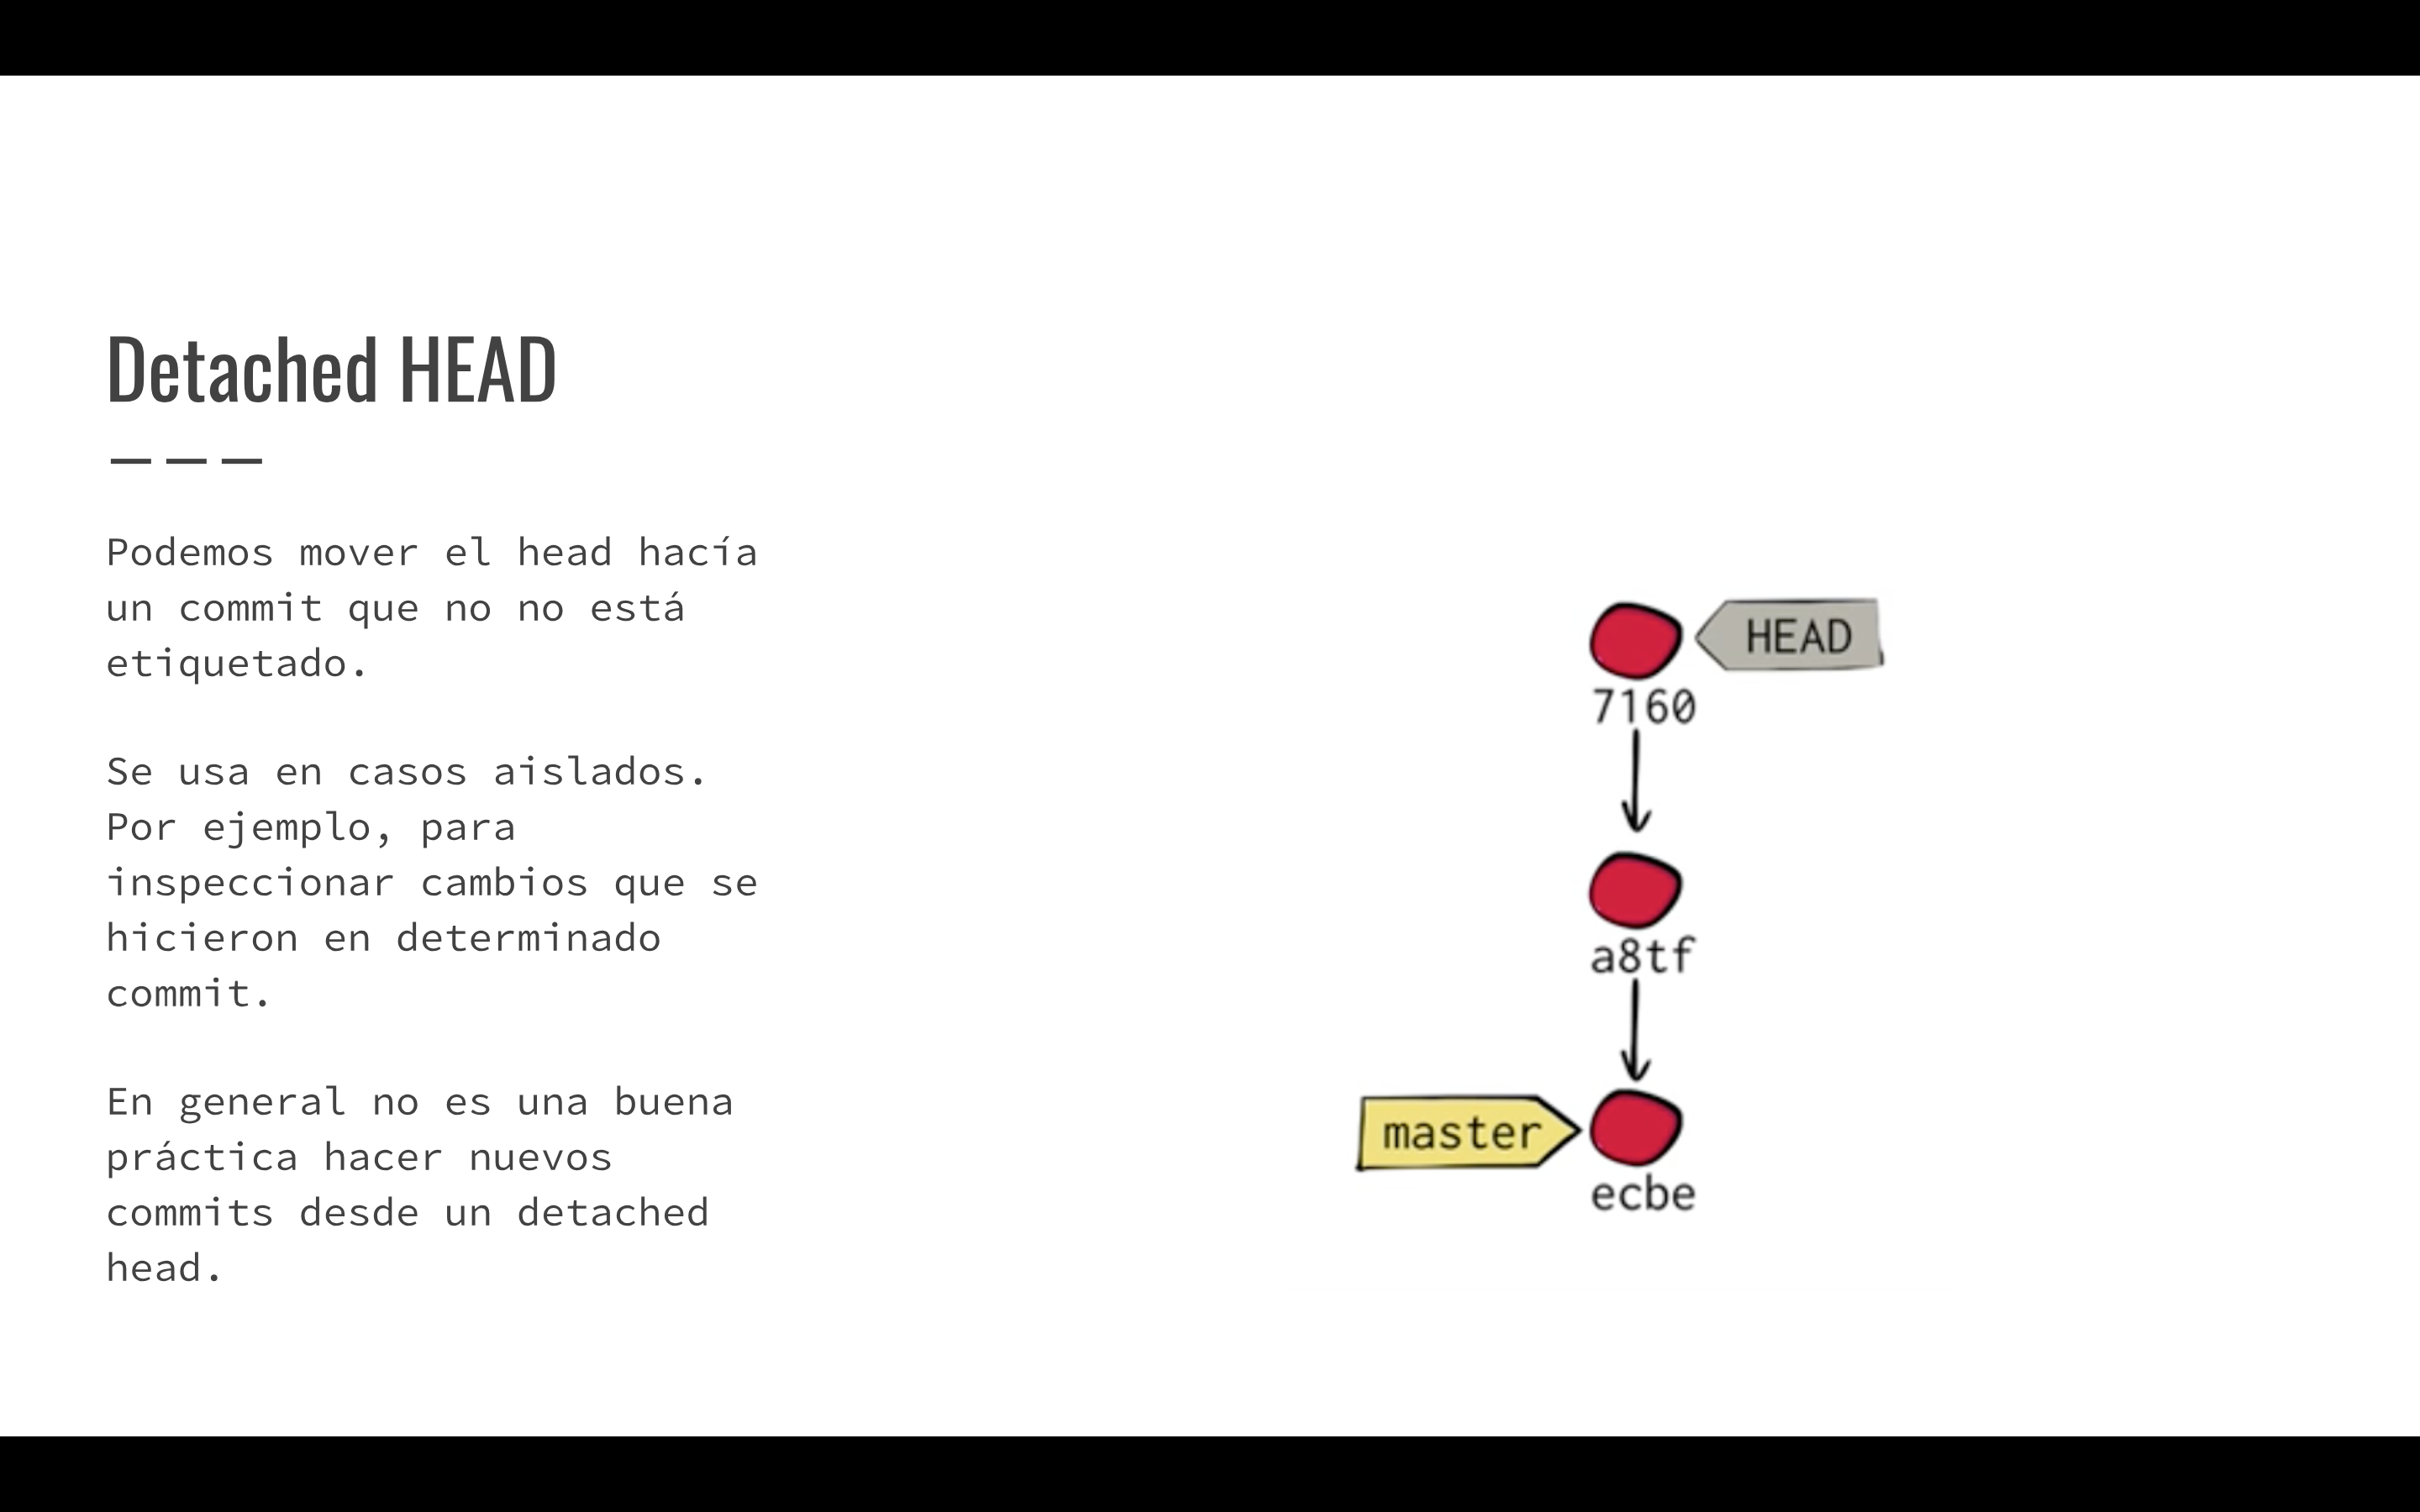 Detached HEAD
Podemos mover el head hacía
un commit que no no está
etiquetado.
Se usa en casos aislados.
Por ejemplo, para
inspeccionar cambios que se
hicieron en determinado
commit.
En general no es una buena
práctica hacer nuevos
commits desde un detached
head.
HEAD
7160
a8tf
master
ecbe